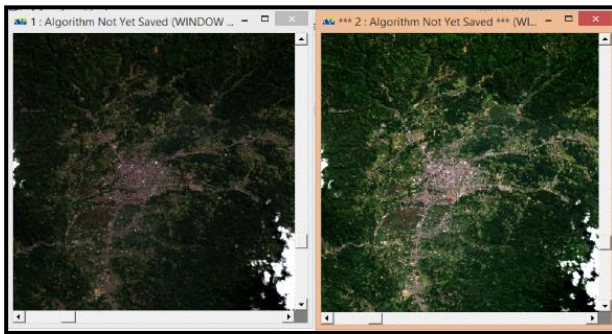 1 : Algorithm Not Yet Saved (WINDOW ...
*** 2 : Algorithm Not Yet Saved *** (WI...